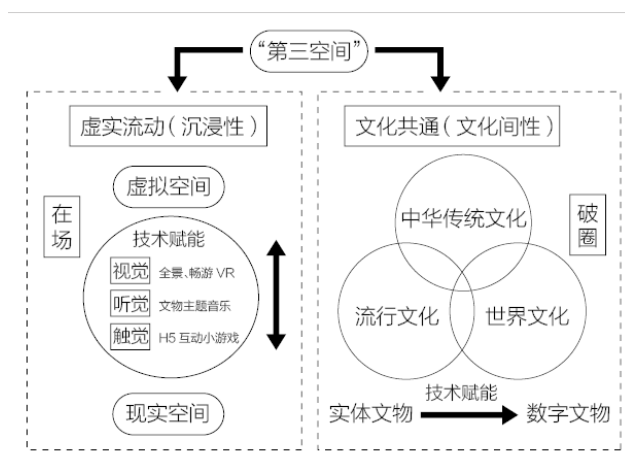 “第三空间”
虚实流动（沉浸性）
虚拟空间
在场
技术赋能
视觉 全景、畅游 VR
听觉 文物主题音乐
触觉 H5 互动小游戏
现实空间
文化共通（文化间性）
中华传统文化
破圈
流行文化
世界文化
技术赋能
实体文物
数字文物